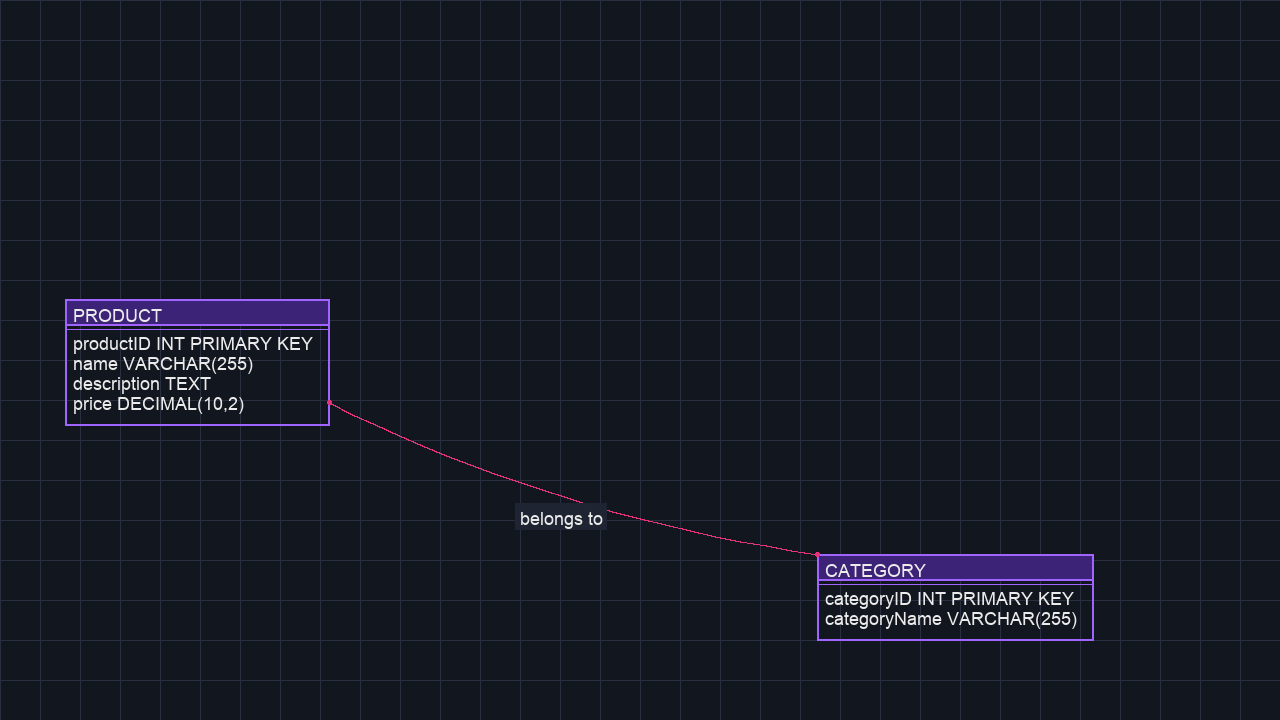 PRODUCT
productID INT PRIMARY KEY
name VARCHAR(255)
description TEXT
price DECIMAL(10,2)
belongs to
CATEGORY
categoryID INT PRIMARY KEY
categoryName VARCHAR(255)